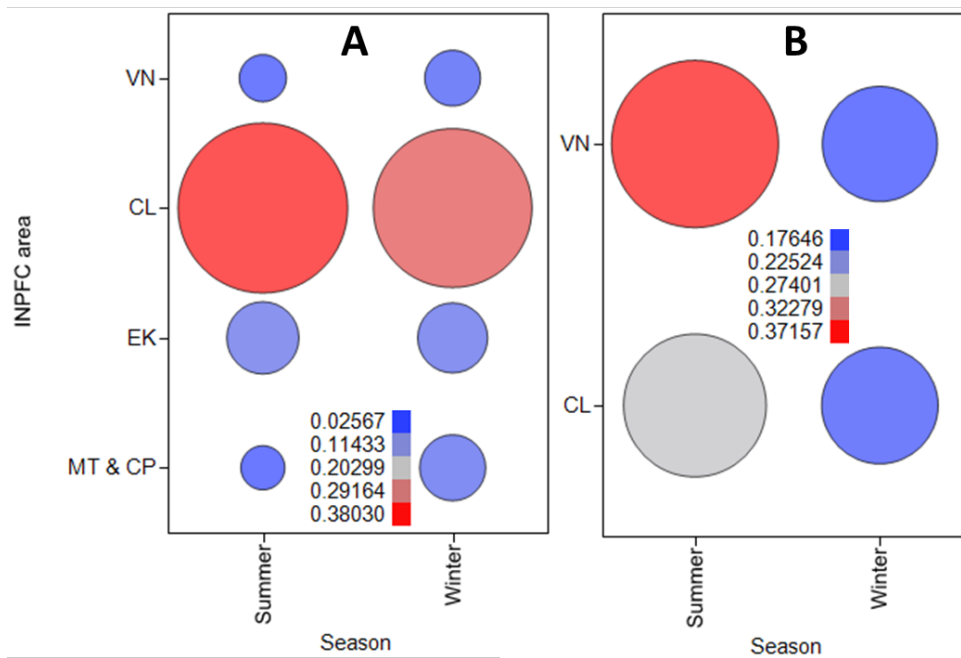 A
VN
CL
EK
MT & CP
INPFC area
0.02567
0.11433
0.20299
0.29164
0.38030
Summer
Winter
Season
B
VN
CL
0.17646
0.22524
0.27401
0.32279
0.37157
Summer
Winter
Season